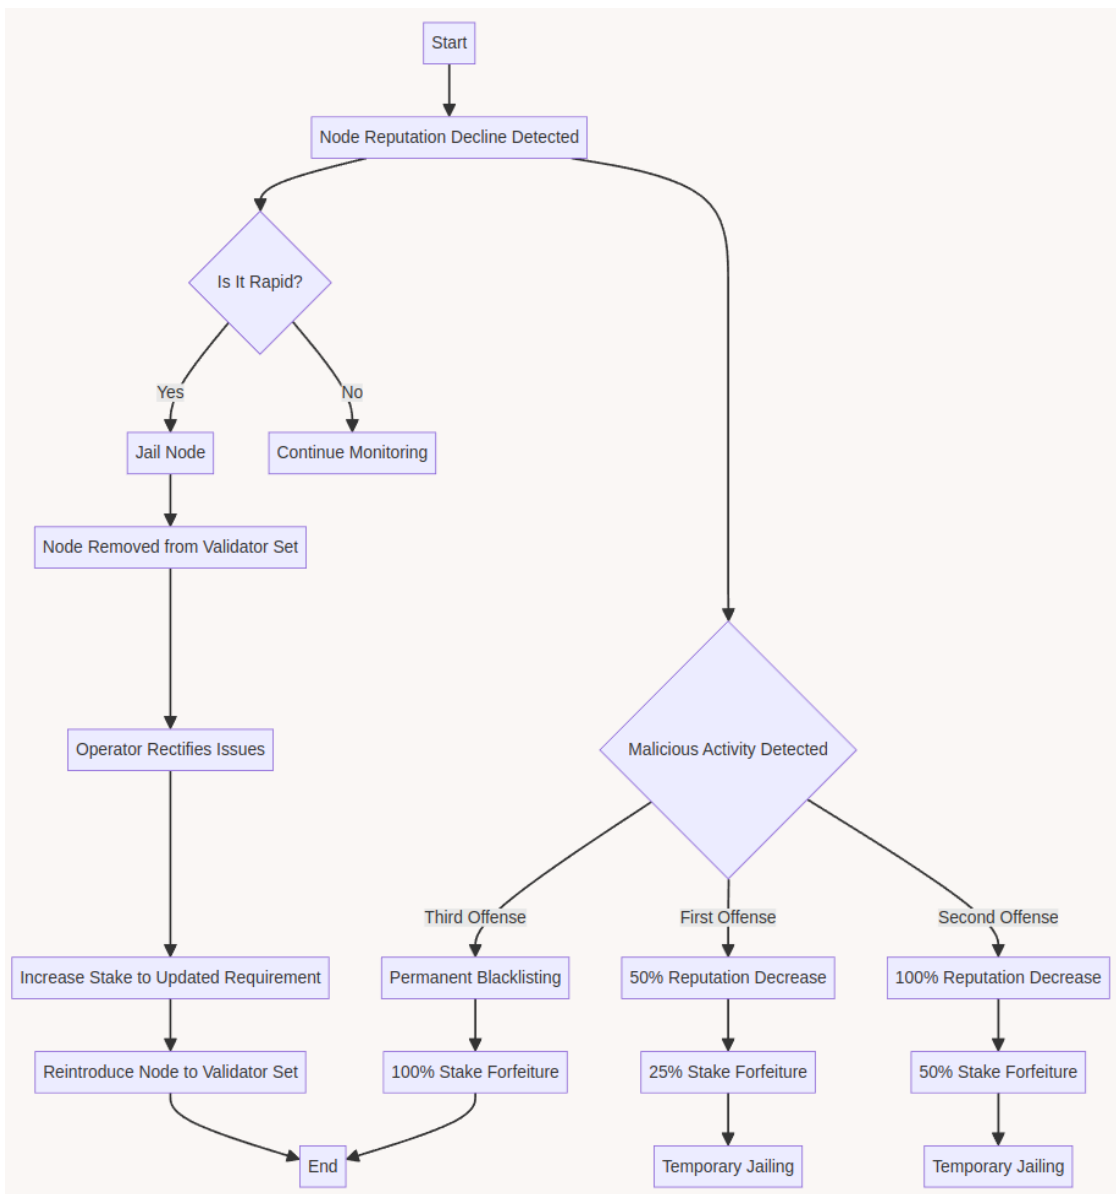 Start
Node Reputation Decline Detected
Is It Rapid?
Yes
No
Jail Node
Continue Monitoring
Node Removed from Validator Set
Operator Rectifies Issues
Malicious Activity Detected
Third Offense
First Offense
Second Offense
Increase Stake to Updated Requirement
Permanent Blacklisting
50% Reputation Decrease
100% Reputation Decrease
Reintroduce Node to Validator Set
100% Stake Forfeiture
25% Stake Forfeiture
50% Stake Forfeiture
End
Temporary Jailing
Temporary Jailing